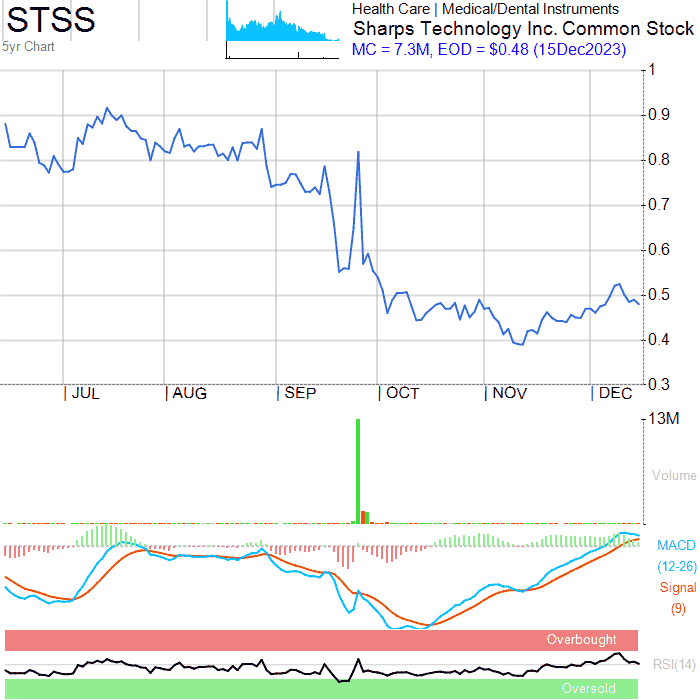 STSS
5yr Chart
Health Care | Medical/Dental Instruments
Sharps Technology Inc. Common Stock
MC = 7.3M, EOD = $0.48 (15Dec2023)
1
0.9
0.8
0.7
0.6
0.5
0.4
0.3
JUL AUG SEP OCT NOV DEC
13M
Volume
MACD
(12-26)
Signal
(9)
Overbought
RSI(14)
Oversold